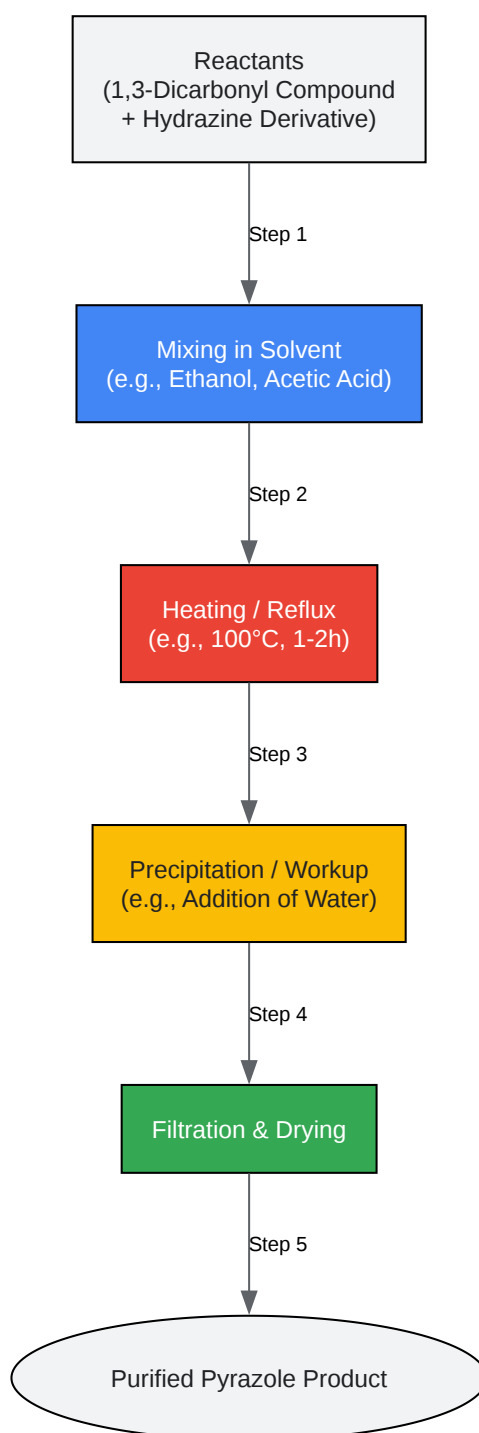 Reactants
(1,3-Dicarbonyl Compound
+ Hydrazine Derivative)
Step 1
Mixing in Solvent
(e.g., Ethanol, Acetic Acid)
Step 2
Heating / Reflux
(e.g., 100°C, 1-2h)
Step 3
Precipitation / Workup
(e.g., Addition of Water)
Step 4
Filtration & Drying
Step 5
Purified Pyrazole Product